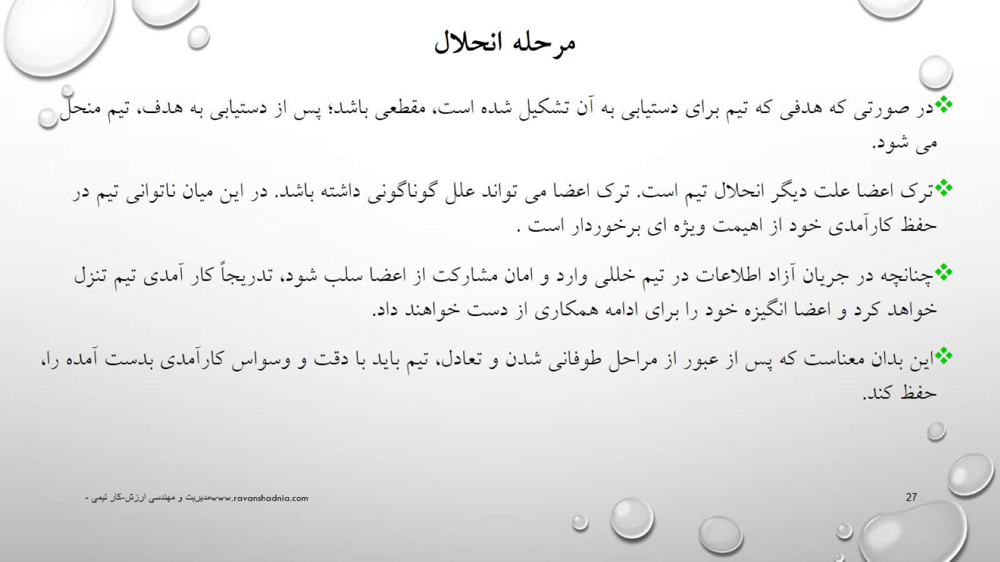 مرحله انحلال
در صورتی که هدفی که تیم برای دستیابی به آن تشکیل شده است، مقطعی باشد؛ پس از دستیابی به هدف، تیم منحل
می شود.
ترک اعضا علت دیگر انحلال تیم است. ترک اعضا می تواند علل گوناگونی داشته باشد. در این میان ناتوانی تیم در
حفظ کارآمدی خود از اهیمت ویژه ای برخوردار است .
چنانچه در جریان آزاد اطلاعات در تیم خللی وارد و امان مشارکت از اعضا سلب شود، تدریجاً کار آمدی تیم تنزل
خواهد کرد و اعضا انگیزه خود را برای ادامه همکاری از دست خواهند داد.
این بدان معناست که پس از عبور از مراحل طوفانی شدن و تعادل، تیم باید با دقت و وسواس کارآمدی بدست آمده را،
حفظ کند.
27
www.ravanshadnia.comمدیریت و مهندسی ارزش-کار تیمی -